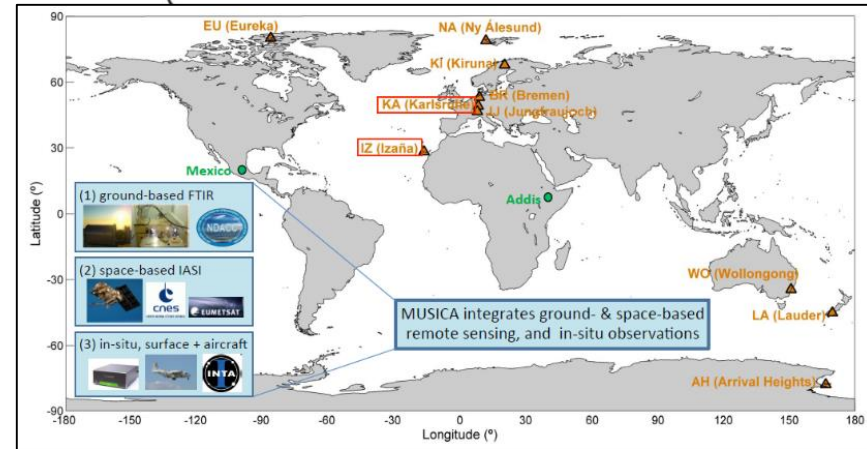 EU (Eureka)
NA (Ny Ålesund)
KI (Kiruna)
BR (Bremen)
KA (Karlsruhe)
JJ (Jungfraujoch)
IZ (Izaña)
Mexico
Addis
WO (Wollongong)
LA (Lauder)
AH (Arrival Heights)
(1) ground-based FTIR
NDACC
(2) space-based IASI
cnes
EUMETSAT
(3) in-situ, surface + aircraft
INTA
MUSICA integrates ground- & space-based
remote sensing, and in-situ observations
Latitude (º)
90
60
30
0
-30
-60
-90
-180 -150 -120 -90 -60 -30 0 30 60 90 120 150 180
Longitude (º)